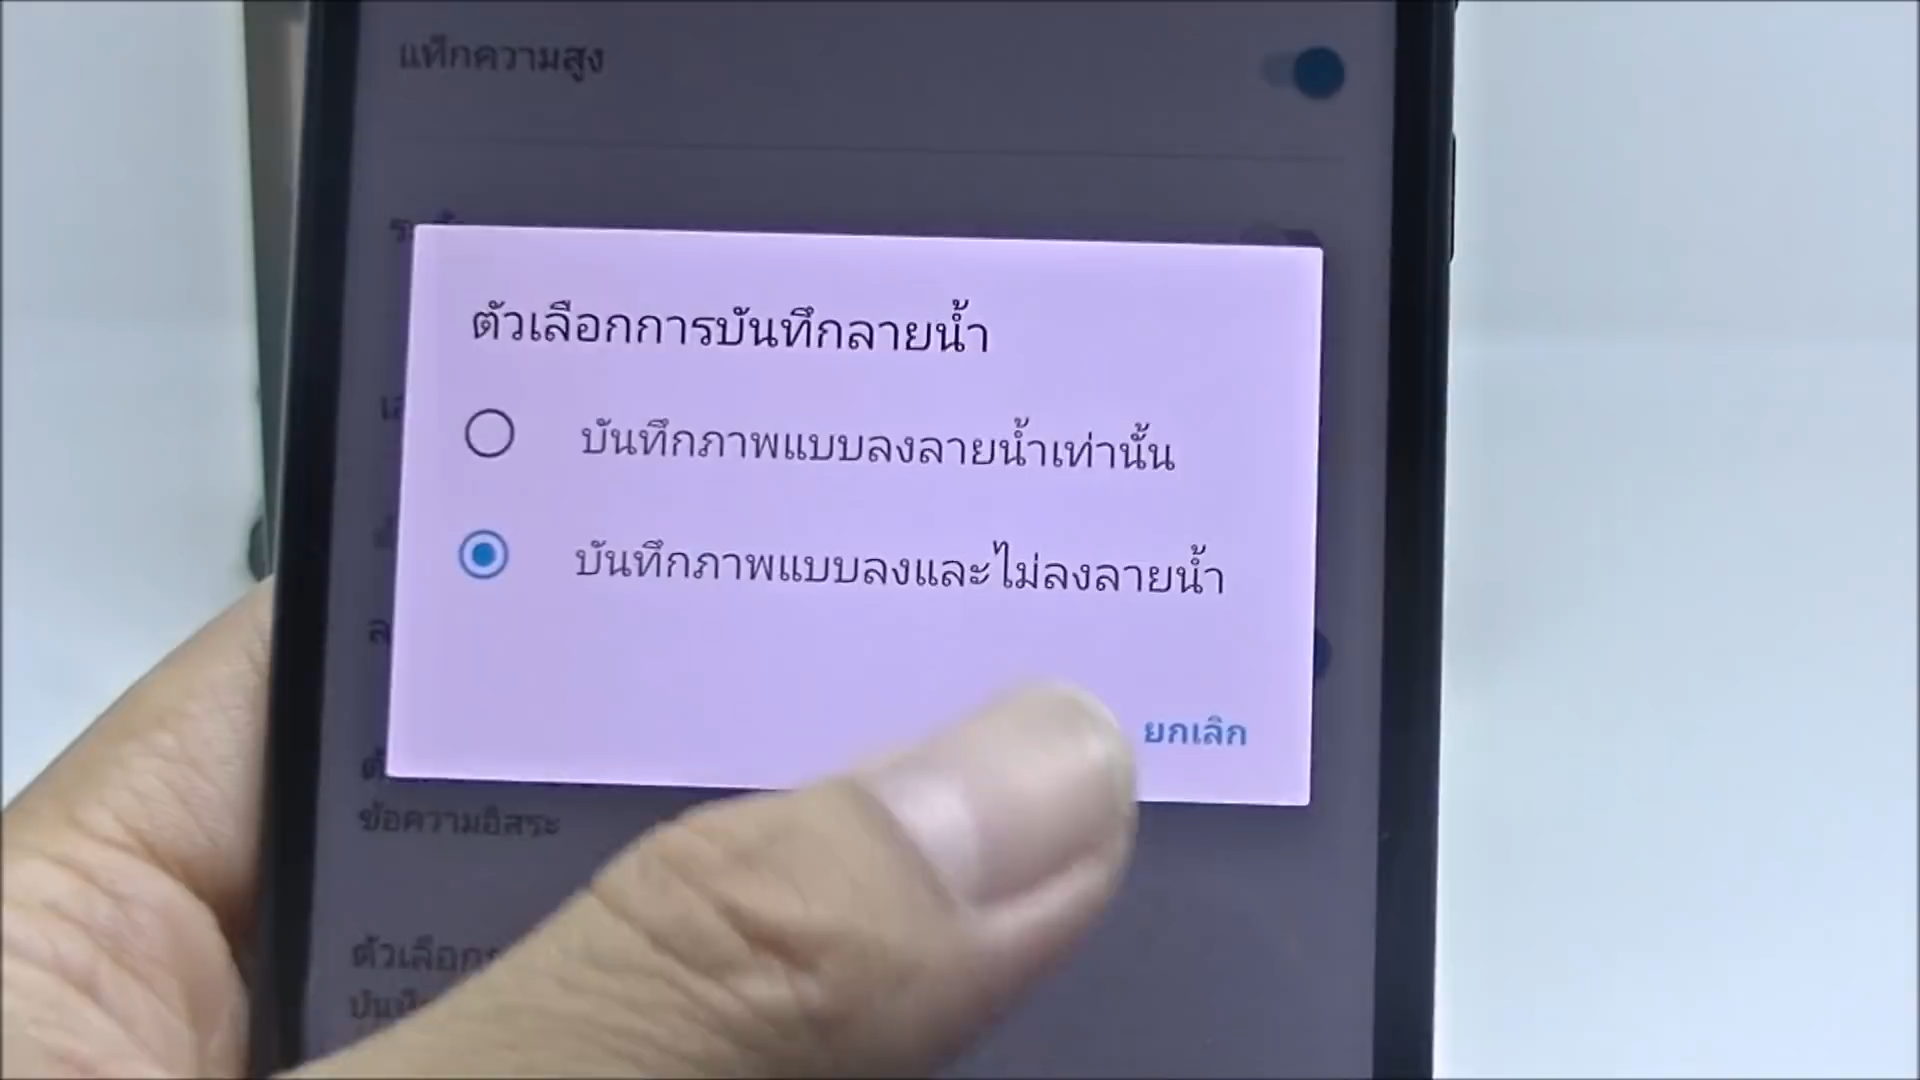 แท็กความสูง
ตัวเลือกการบันทึกลายน้ำ
บันทึกภาพแบบลงลายน้ำเท่านั้น
บันทึกภาพแบบลงและไม่ลงลายน้ำ
ยกเลิก
ข้อความอิสระ